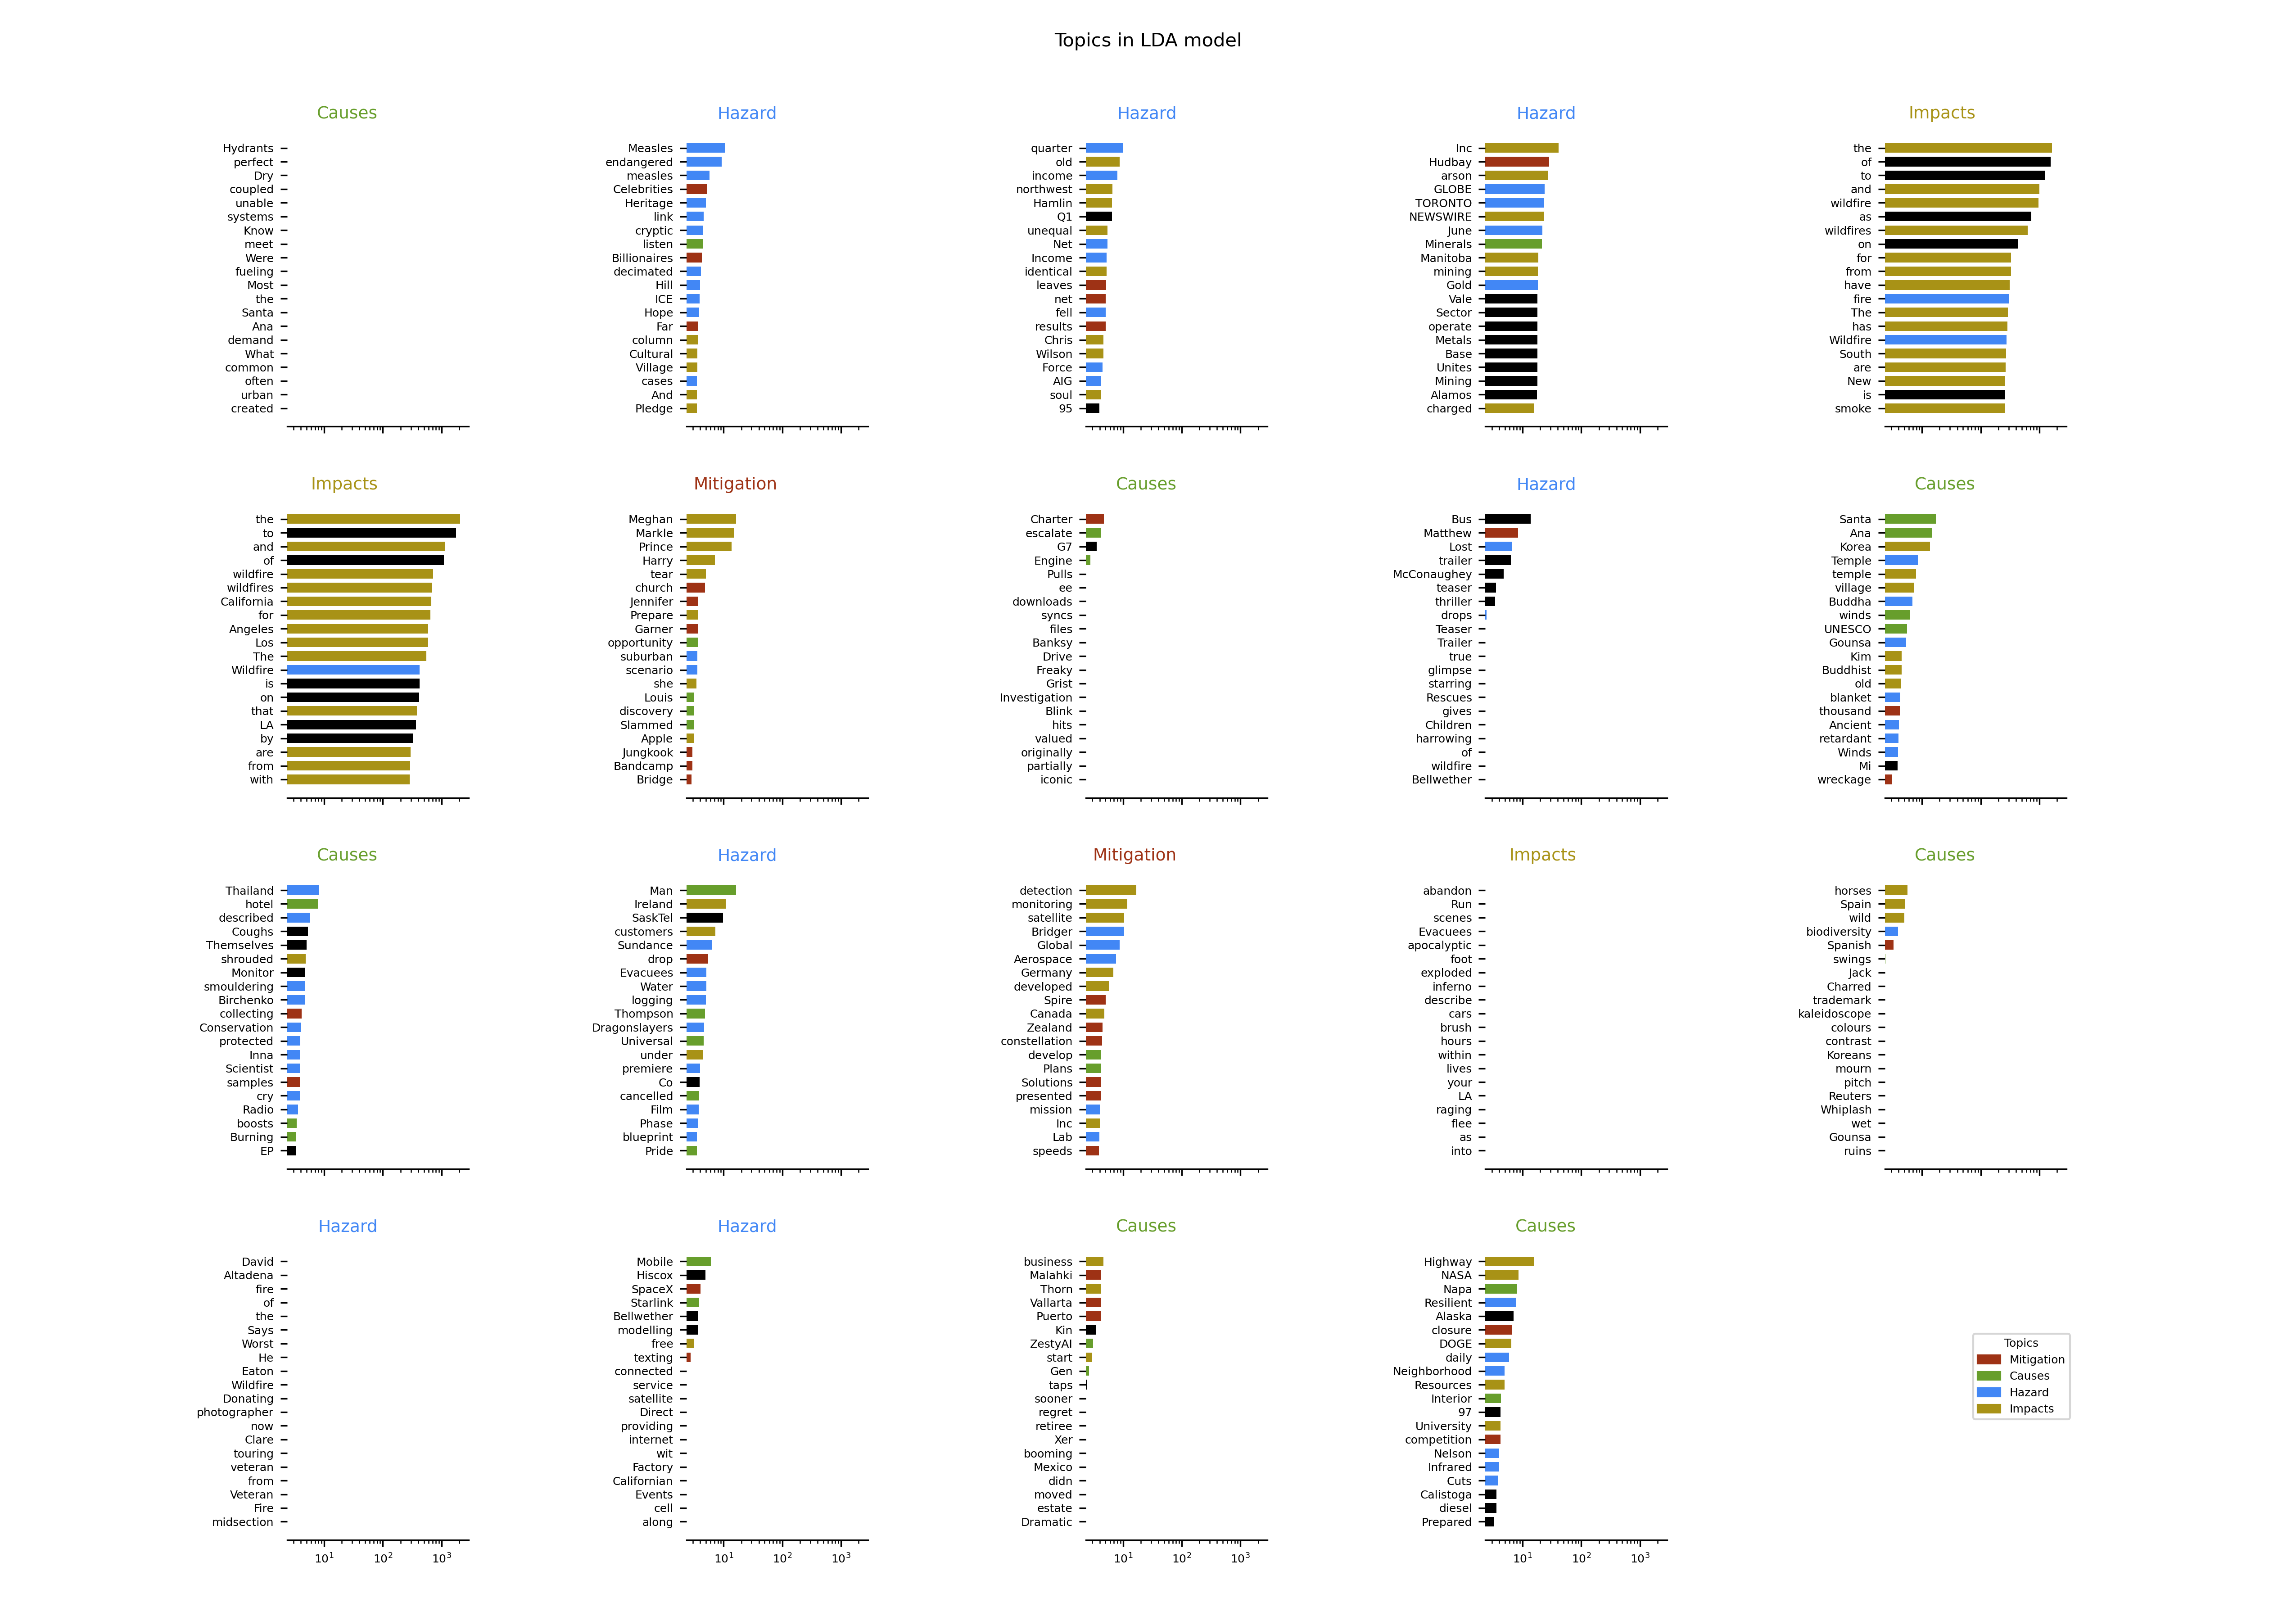 Topics in LDA model
Causes
Hydrants
perfect
Dry
coupled
unable
systems
Know
meet
Were
fueling
Most
the
Santa
Ana
demand
What
common
often
urban
created
Hazard
Measles
endangered
measles
Celebrities
Heritage
link
cryptic
listen
Billionaires
decimated
Hill
ICE
Hope
Far
column
Cultural
Village
cases
And
Pledge
Hazard
quarter
old
income
northwest
Hamlin
Q1
unequal
Net
Income
identical
leaves
net
fell
results
Chris
Wilson
Force
AIG
soul
95
Hazard
Inc
Hudbay
arson
GLOBE
TORONTO
NEWSWIRE
June
Minerals
Manitoba
mining
Gold
Vale
Sector
operate
Metals
Base
Unites
Mining
Alamos
charged
Impacts
the
of
to
and
wildfire
as
wildfires
on
for
from
have
fire
The
has
Wildfire
South
are
New
is
smoke
Impacts
the
to
and
of
wildfire
wildfires
California
for
Angeles
Los
The
Wildfire
is
on
that
LA
by
are
from
with
Mitigation
Meghan
Markle
Prince
Harry
tear
church
Jennifer
Prepare
Garner
opportunity
suburban
scenario
she
Louis
discovery
Slammed
Apple
Jungkook
Bandcamp
Bridge
Causes
Charter
escalate
G7
Engine
Pulls
ee
downloads
syncs
files
Banksy
Drive
Freaky
Grist
Investigation
Blink
hits
valued
originally
partially
iconic
Hazard
Bus
Matthew
Lost
trailer
McConaughey
teaser
thriller
drops
Teaser
Trailer
true
glimpse
starring
Rescues
gives
Children
harrowing
of
wildfire
Bellwether
Causes
Santa
Ana
Korea
Temple
temple
village
Buddha
winds
UNESCO
Gounsa
Kim
Buddhist
old
blanket
thousand
Ancient
retardant
Winds
Mi
wreckage
Causes
Thailand
hotel
described
Coughs
Themselves
shrouded
Monitor
smouldering
Birchenko
collecting
Conservation
protected
Inna
Scientist
samples
cry
Radio
boosts
Burning
EP
Hazard
Man
Ireland
SaskTel
customers
Sundance
drop
Evacuees
Water
logging
Thompson
Dragonslayers
Universal
under
premiere
Co
cancelled
Film
Phase
blueprint
Pride
Mitigation
detection
monitoring
satellite
Bridger
Global
Aerospace
Germany
developed
Spire
Canada
Zealand
constellation
develop
Plans
Solutions
presented
mission
Inc
Lab
speeds
Impacts
abandon
Run
scenes
Evacuees
apocalyptic
foot
exploded
inferno
describe
cars
brush
hours
within
lives
your
LA
raging
flee
as
into
Causes
horses
Spain
wild
biodiversity
Spanish
swings
Jack
Charred
trademark
kaleidoscope
colours
contrast
Koreans
mourn
pitch
Reuters
Whiplash
wet
Gounsa
ruins
Hazard
David
Altadena
fire
of
the
Says
Worst
He
Eaton
Wildfire
Donating
photographer
now
Clare
touring
veteran
from
Veteran
Fire
midsection
10¹ 10² 10³
Hazard
Mobile
Hiscox
SpaceX
Starlink
Bellwether
modelling
free
texting
connected
service
satellite
Direct
providing
internet
wit
Factory
Californian
Events
cell
along
10¹ 10² 10³
Causes
business
Malahki
Thorn
Vallarta
Puerto
Kin
ZestyAI
start
Gen
taps
sooner
regret
retiree
Xer
booming
Mexico
didn
moved
estate
Dramatic
10¹ 10² 10³
Causes
Highway
NASA
Napa
Resilient
Alaska
closure
DOGE
daily
Neighborhood
Resources
Interior
97
University
competition
Nelson
Infrared
Cuts
Calistoga
diesel
Prepared
10¹ 10² 10³
Topics
Mitigation
Causes
Hazard
Impacts